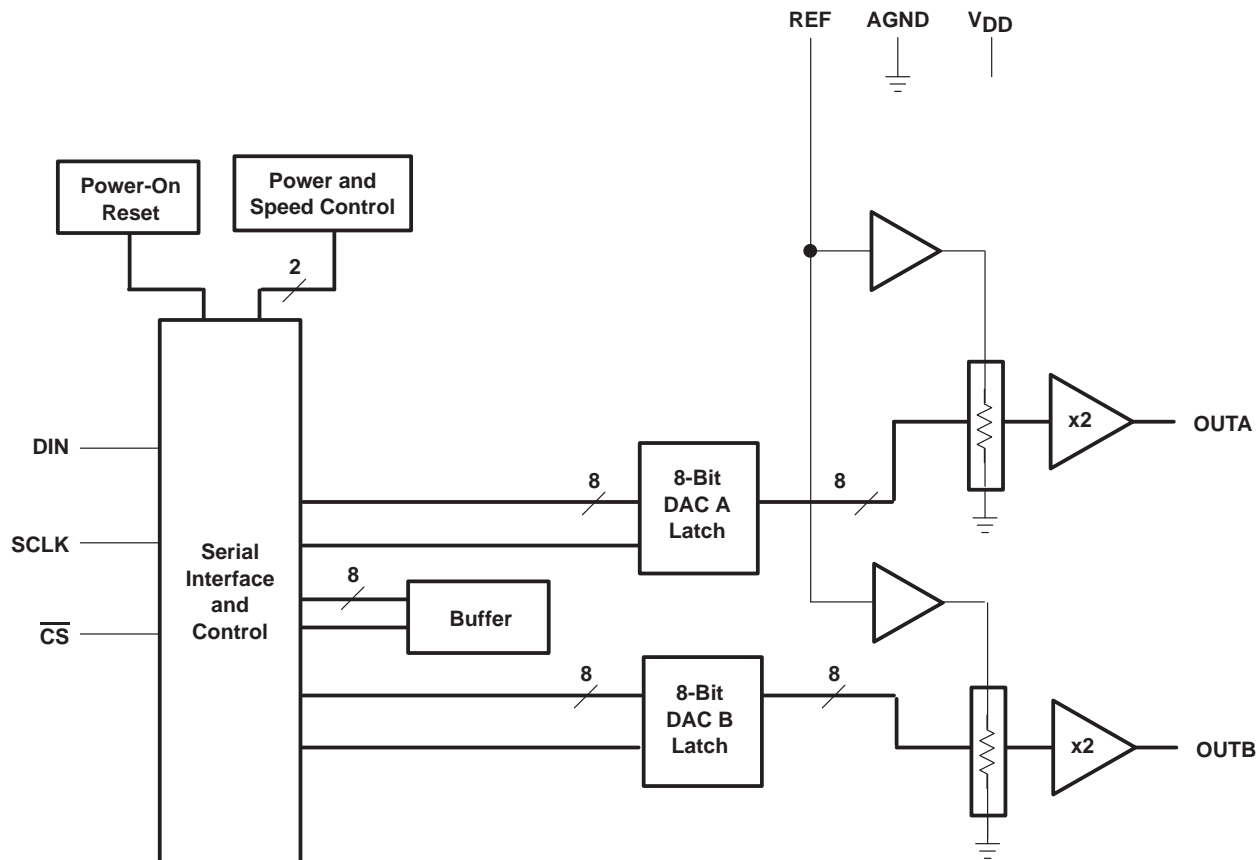 REF AGND VDD
Power-On
Reset
Power and
Speed Control
2
DIN
SCLK
CS
Serial
Interface
and
Control
8
8-Bit
DAC A
Latch
8
x2
OUTA
8
Buffer
8
8-Bit
DAC B
Latch
8
x2
OUTB